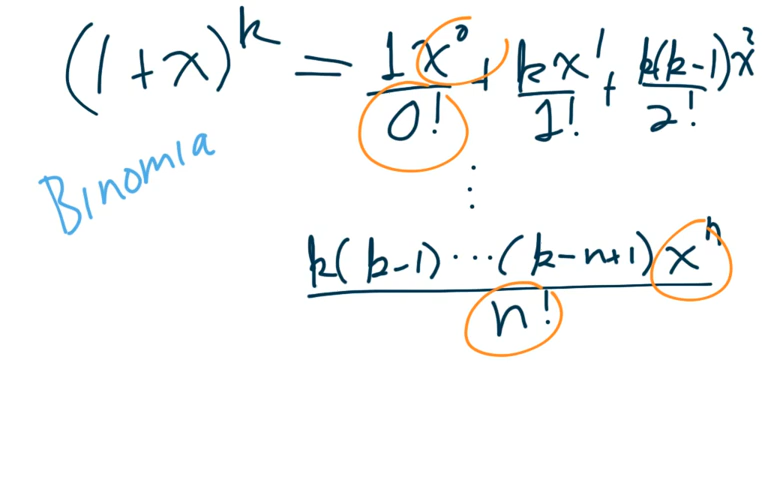 (1+x)^k = 1x^0/0! + kx^1/1! + k(k-1)x^2/2!
Binomia
⋮
k(k-1)⋯(k-n+1)x^n/n!